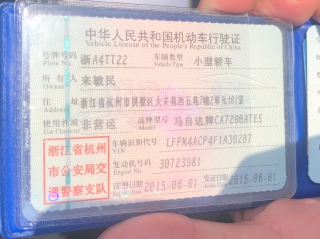 中华人民共和国机动车行驶证
Vehicle License of the People's Republic of China
号牌号码 浙A4TT22 车辆类型 小型轿车
Plate No. Vehicle Type
所有人 来敏民
Owner
住址 浙江省杭州市拱墅区大关苑西五苑7幢2单元101室
Address
使用性质 非营运 品牌型号 马自达牌CA7200ATE5
Use Character Model
浙江省杭州市公安局交通警察支队
车辆识别代号 LFPM4ACP4F1A30287
VIN
发动机号码 30723981
Engine No.
注册日期 2015-06-01 发证日期 2015-06-01
Register Date Issue Date